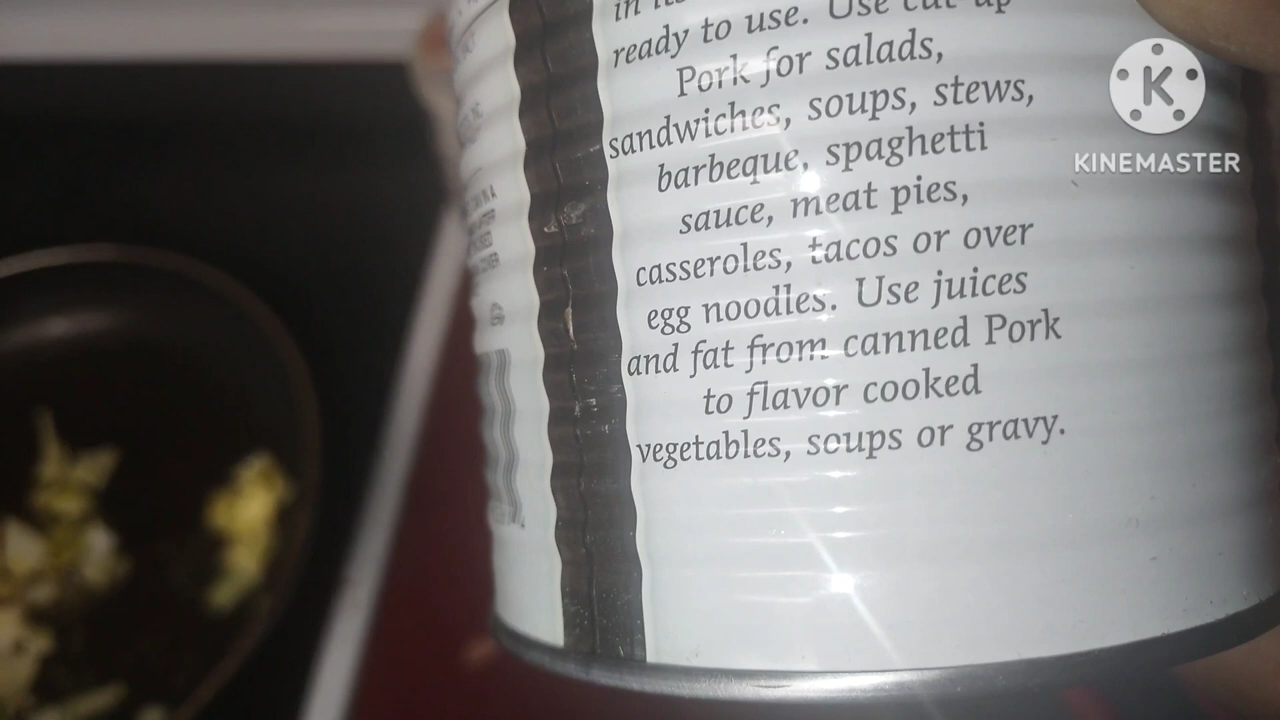 in
ready to use. Use cut-up
Pork for salads,
sandwiches, soups, stews,
barbeque, spaghetti
sauce, meat pies,
casseroles, tacos or over
egg noodles. Use juices
and fat from canned Pork
to flavor cooked
vegetables, soups or gravy.
K
KINEMASTER